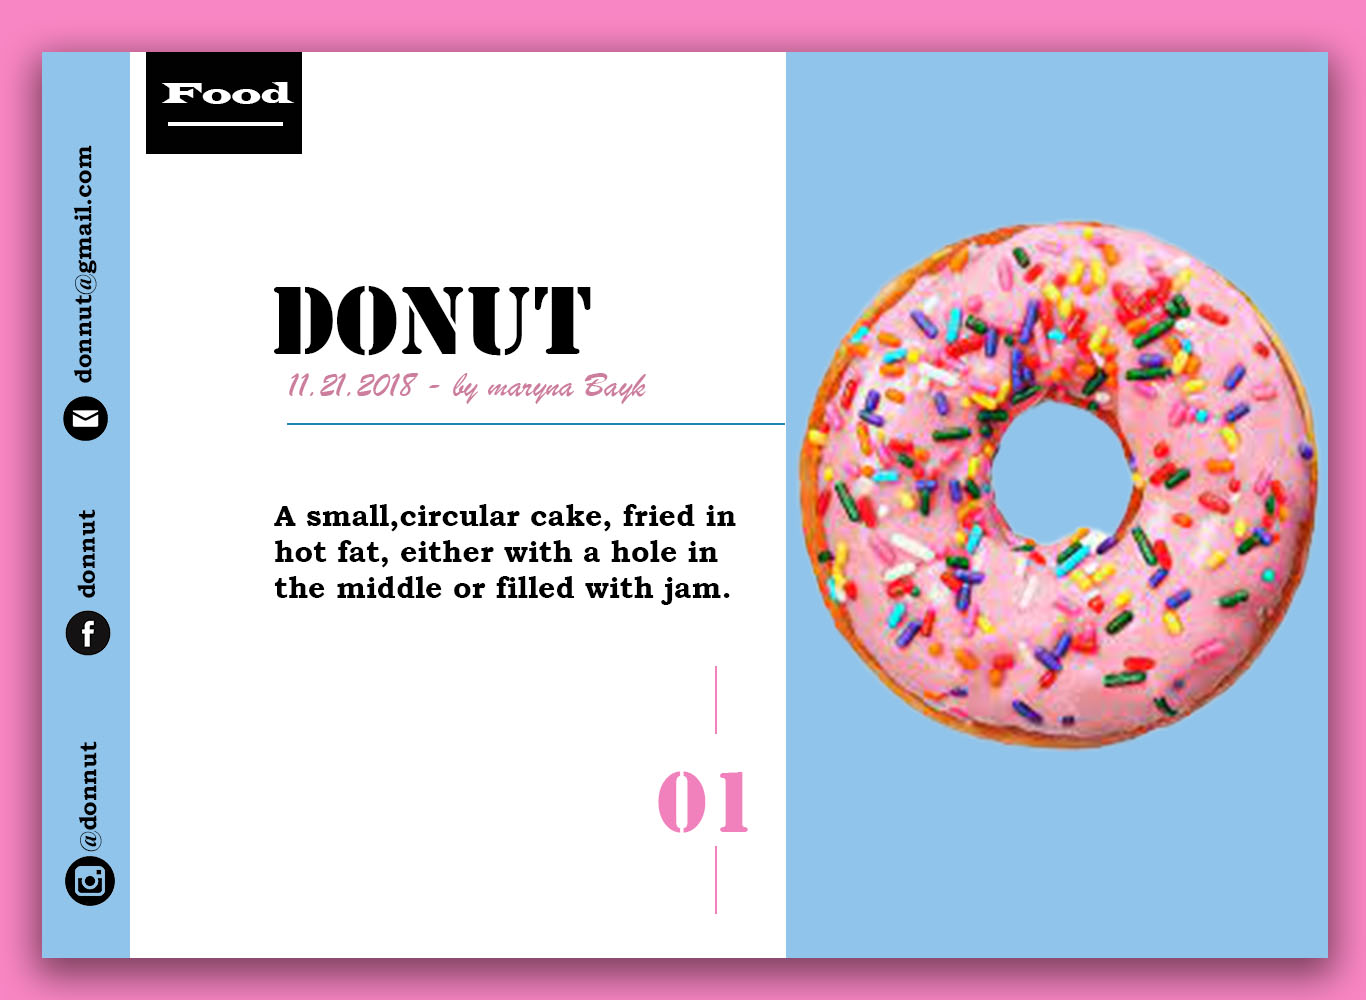 Food
donnut@gmail.com
donnut
@donnut
DONUT
11.21.2018 - by maryna Bayk
A small,circular cake, fried in
hot fat, either with a hole in
the middle or filled with jam.
01